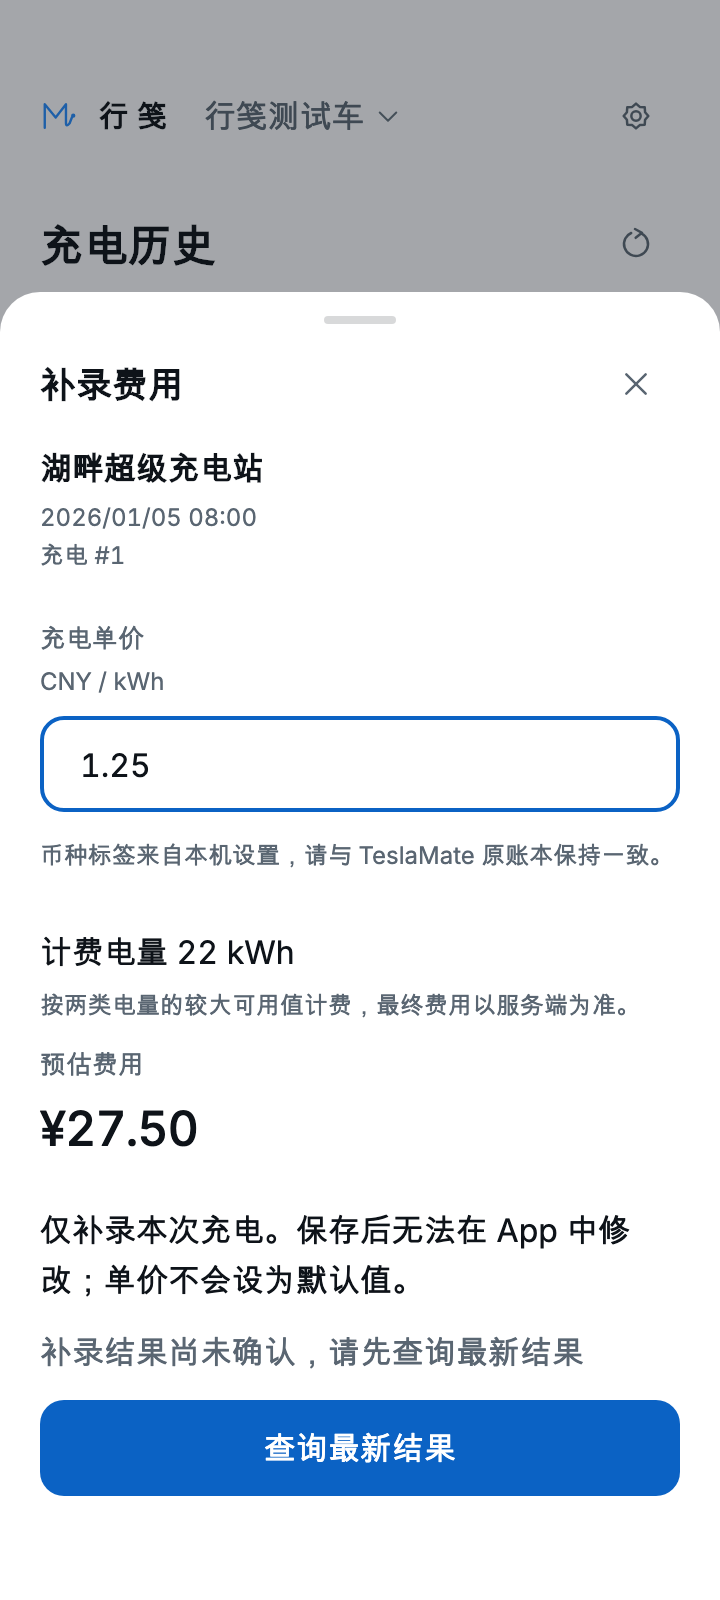 行 笺 行笺测试车
充电历史
补录费用
湖畔超级充电站
2026/01/05 08:00
充电 #1
充电单价
CNY / kWh
1.25
币种标签来自本机设置，请与 TeslaMate 原账本保持一致。
计费电量 22 kWh
按两类电量的较大可用值计费，最终费用以服务端为准。
预估费用
¥27.50
仅补录本次充电。保存后无法在 App 中修
改；单价不会设为默认值。
补录结果尚未确认，请先查询最新结果
查询最新结果